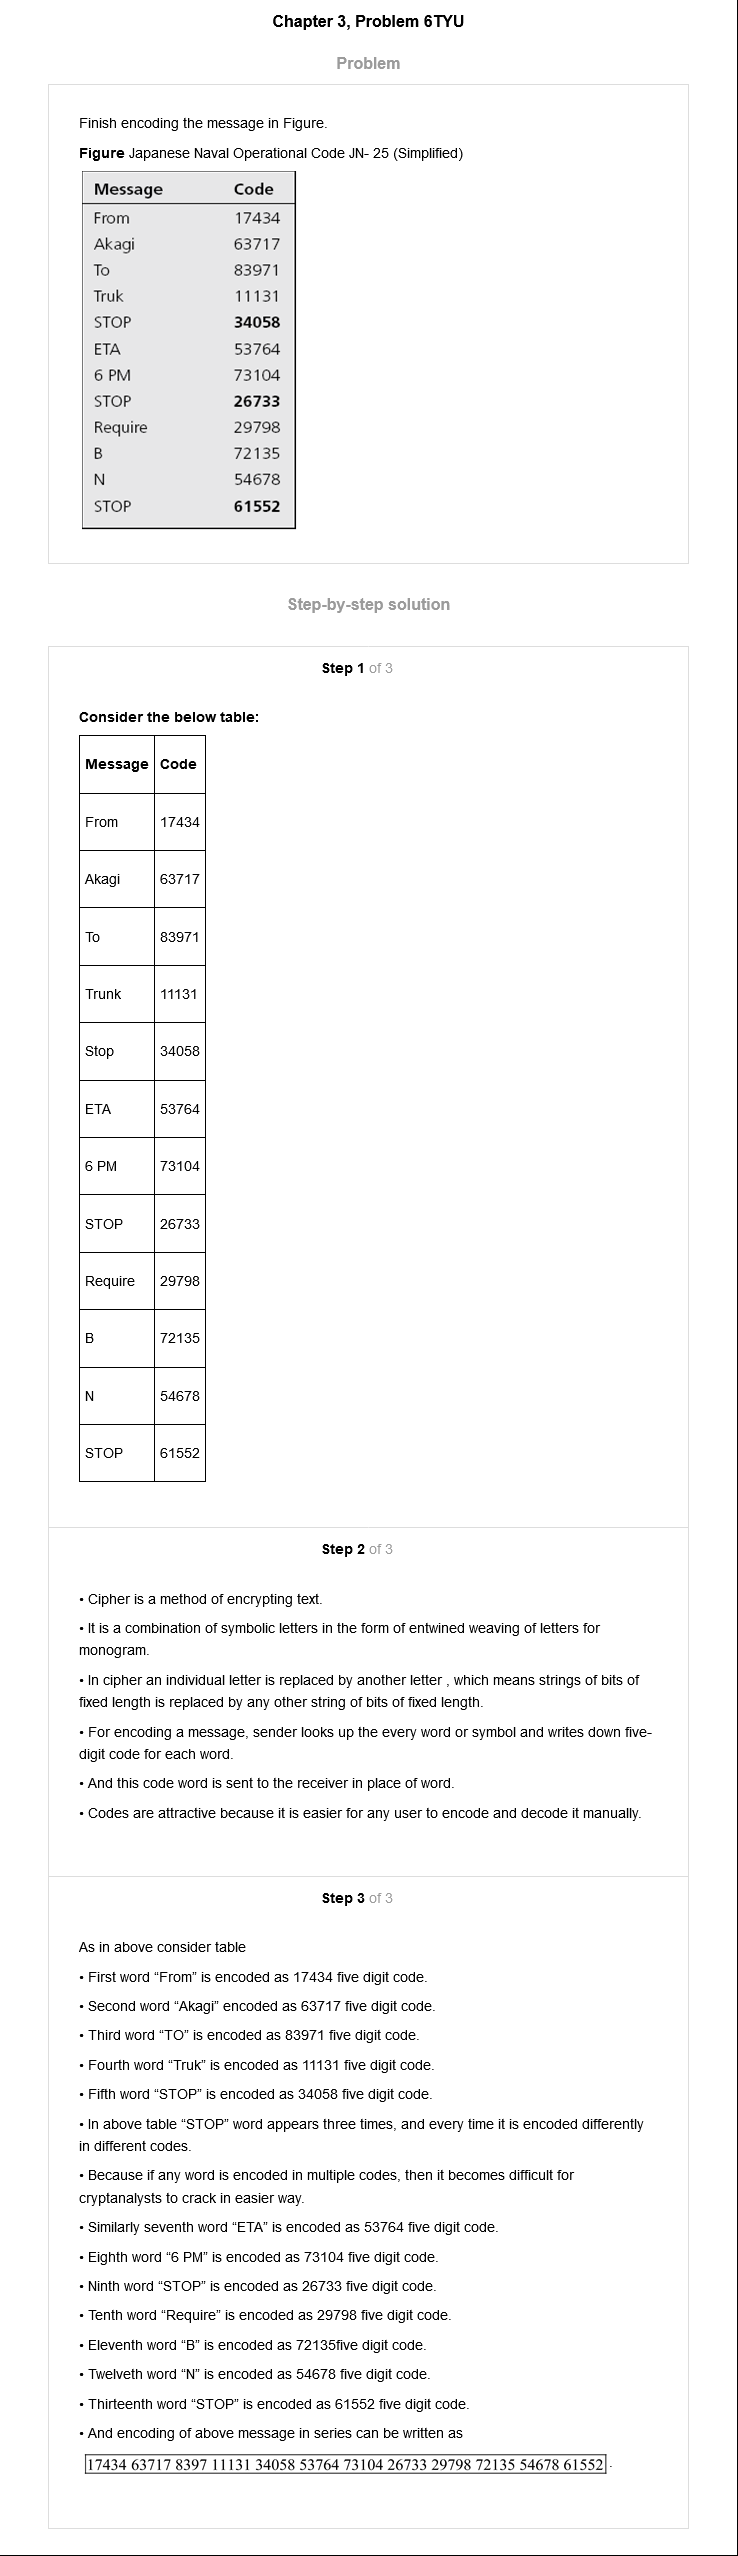 Chapter 3, Problem 6TYU
Problem
Finish encoding the message in Figure.
Figure Japanese Naval Operational Code JN- 25 (Simplified)
Message Code
From 17434
Akagi 63717
To 83971
Truk 11131
STOP 34058
ETA 53764
6 PM 73104
STOP 26733
Require 29798
B 72135
N 54678
STOP 61552
Step-by-step solution
Step 1 of 3
Consider the below table:
Message Code
From 17434
Akagi 63717
To 83971
Trunk 11131
Stop 34058
ETA 53764
6 PM 73104
STOP 26733
Require 29798
B 72135
N 54678
STOP 61552
Step 2 of 3
• Cipher is a method of encrypting text.
• It is a combination of symbolic letters in the form of entwined weaving of letters for
monogram.
• In cipher an individual letter is replaced by another letter , which means strings of bits of
fixed length is replaced by any other string of bits of fixed length.
• For encoding a message, sender looks up the every word or symbol and writes down five-
digit code for each word.
• And this code word is sent to the receiver in place of word.
• Codes are attractive because it is easier for any user to encode and decode it manually.
Step 3 of 3
As in above consider table
• First word “From” is encoded as 17434 five digit code.
• Second word “Akagi” encoded as 63717 five digit code.
• Third word “TO” is encoded as 83971 five digit code.
• Fourth word “Truk” is encoded as 11131 five digit code.
• Fifth word “STOP” is encoded as 34058 five digit code.
• In above table “STOP” word appears three times, and every time it is encoded differently
in different codes.
• Because if any word is encoded in multiple codes, then it becomes difficult for
cryptanalysts to crack in easier way.
• Similarly seventh word “ETA” is encoded as 53764 five digit code.
• Eighth word “6 PM” is encoded as 73104 five digit code.
• Ninth word “STOP” is encoded as 26733 five digit code.
• Tenth word “Require” is encoded as 29798 five digit code.
• Eleventh word “B” is encoded as 72135five digit code.
• Twelveth word “N” is encoded as 54678 five digit code.
• Thirteenth word “STOP” is encoded as 61552 five digit code.
• And encoding of above message in series can be written as
17434 63717 8397 11131 34058 53764 73104 26733 29798 72135 54678 61552 .